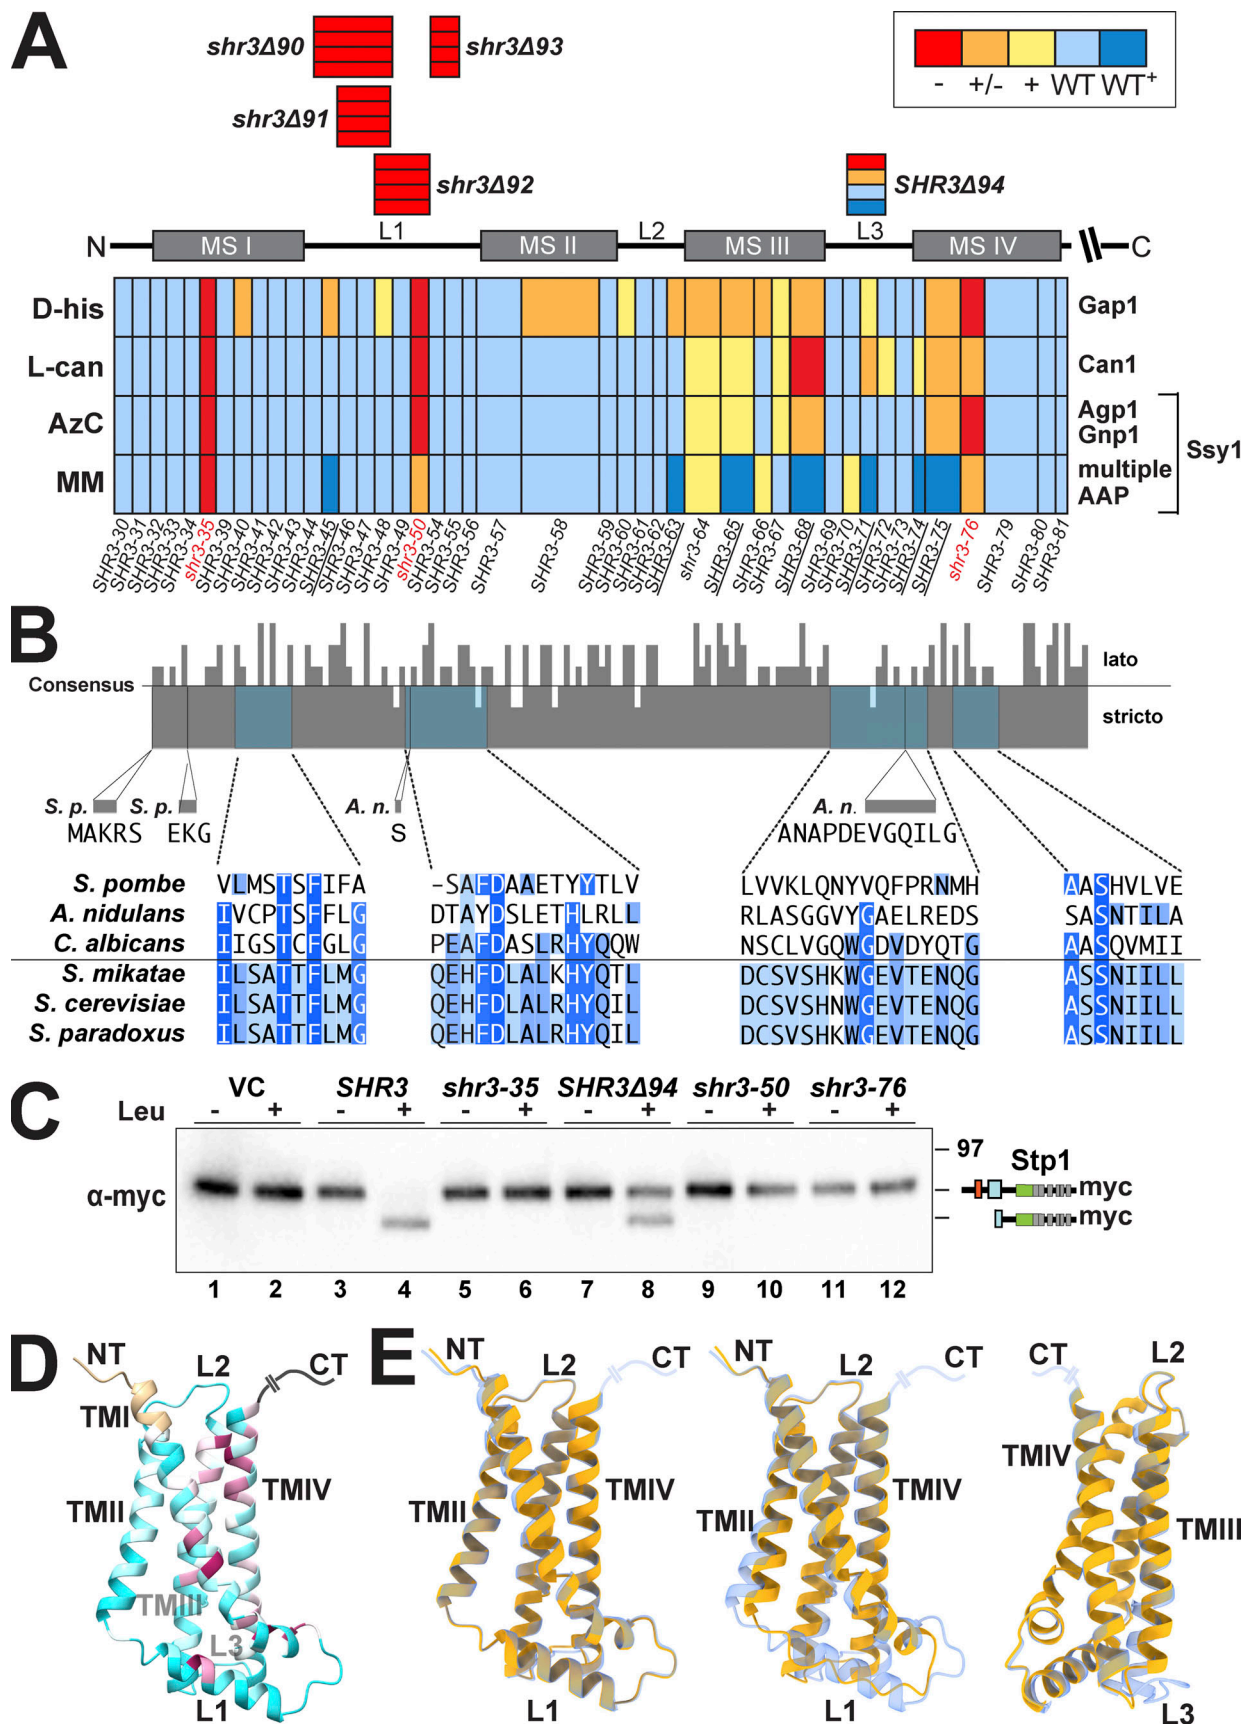 A
shr3Δ90
shr3Δ93
shr3Δ91
shr3Δ92
SHR3Δ94
- +/- + WT WT+
N MS I L1 MS II L2 MS III L3 MS IV C
D-his Gap1
L-can Can1
AzC Agp1
Gnp1
Ssy1
MM multiple
AAP
SHR3-30
SHR3-31
SHR3-32
SHR3-33
SHR3-34
shr3-35
SHR3-39
SHR3-40
SHR3-41
SHR3-42
SHR3-43
SHR3-44
SHR3-45
SHR3-46
SHR3-47
SHR3-48
SHR3-49
shr3-50
SHR3-54
SHR3-55
SHR3-56
SHR3-57
SHR3-58
SHR3-59
SHR3-60
SHR3-61
SHR3-62
SHR3-63
shr3-64
SHR3-65
SHR3-66
SHR3-67
SHR3-68
SHR3-69
SHR3-70
SHR3-71
SHR3-72
SHR3-73
SHR3-74
SHR3-75
shr3-76
SHR3-79
SHR3-80
SHR3-81
B
lato
Consensus
stricto
S. p. S. p. A. n. A. n.
MAKRS EKG S ANAPDEVGQILG
S. pombe VLMSTSFIFA -SAFDAAETYYTLV LVVKLQNYVQFPRNMH AASHVLVE
A. nidulans IVCPTSFFLG DTAYDSLETHLRLL RLASGGVYGAELREDS SASNTILA
C. albicans IIGSTCFGLG PEAFDASLRHYQQW NSCLVGQWGDVDYQTG AASQVMII
S. mikatae ILSATTFLMG QEHFDLALKHYQTL DCSVSHKWGEVTENQG ASSNIILL
S. cerevisiae ILSATTFLMG QEHFDLALRHYQIL DCSVSHNWGEVTENQG ASSNIILL
S. paradoxus ILSATTFLMG QEHFDLALRHYQIL DCSVSHKWGEVTENQG ASSNIILL
C
VC SHR3 shr3-35 SHR3Δ94 shr3-50 shr3-76
Leu - + - + - + - + - + - +
97
Stp1
α-myc
myc
myc
1 2 3 4 5 6 7 8 9 10 11 12
D
NT L2 CT
TMI
TMII TMIV
TMIII
L3
L1
E
NT L2 CT L2 CT L2
TMIV
TMII TMIV TMII TMIV TMIII
L1 L1 L3